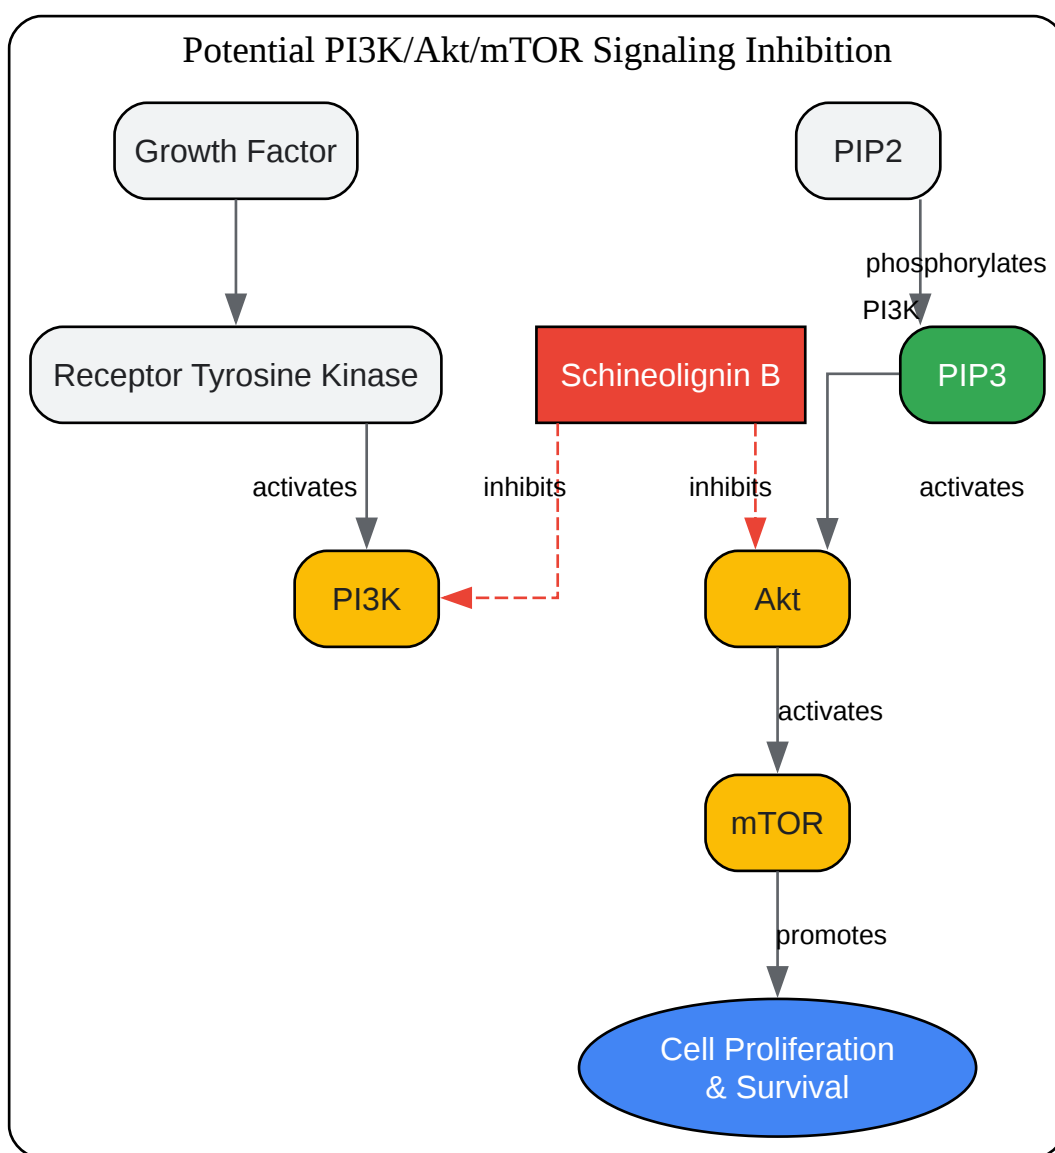 Potential PI3K/Akt/mTOR Signaling Inhibition
Growth Factor
PIP2
phosphorylates
PI3K
Receptor Tyrosine Kinase
Schineolignin B
PIP3
activates
inhibits
inhibits
activates
PI3K
Akt
activates
mTOR
promotes
Cell Proliferation
& Survival